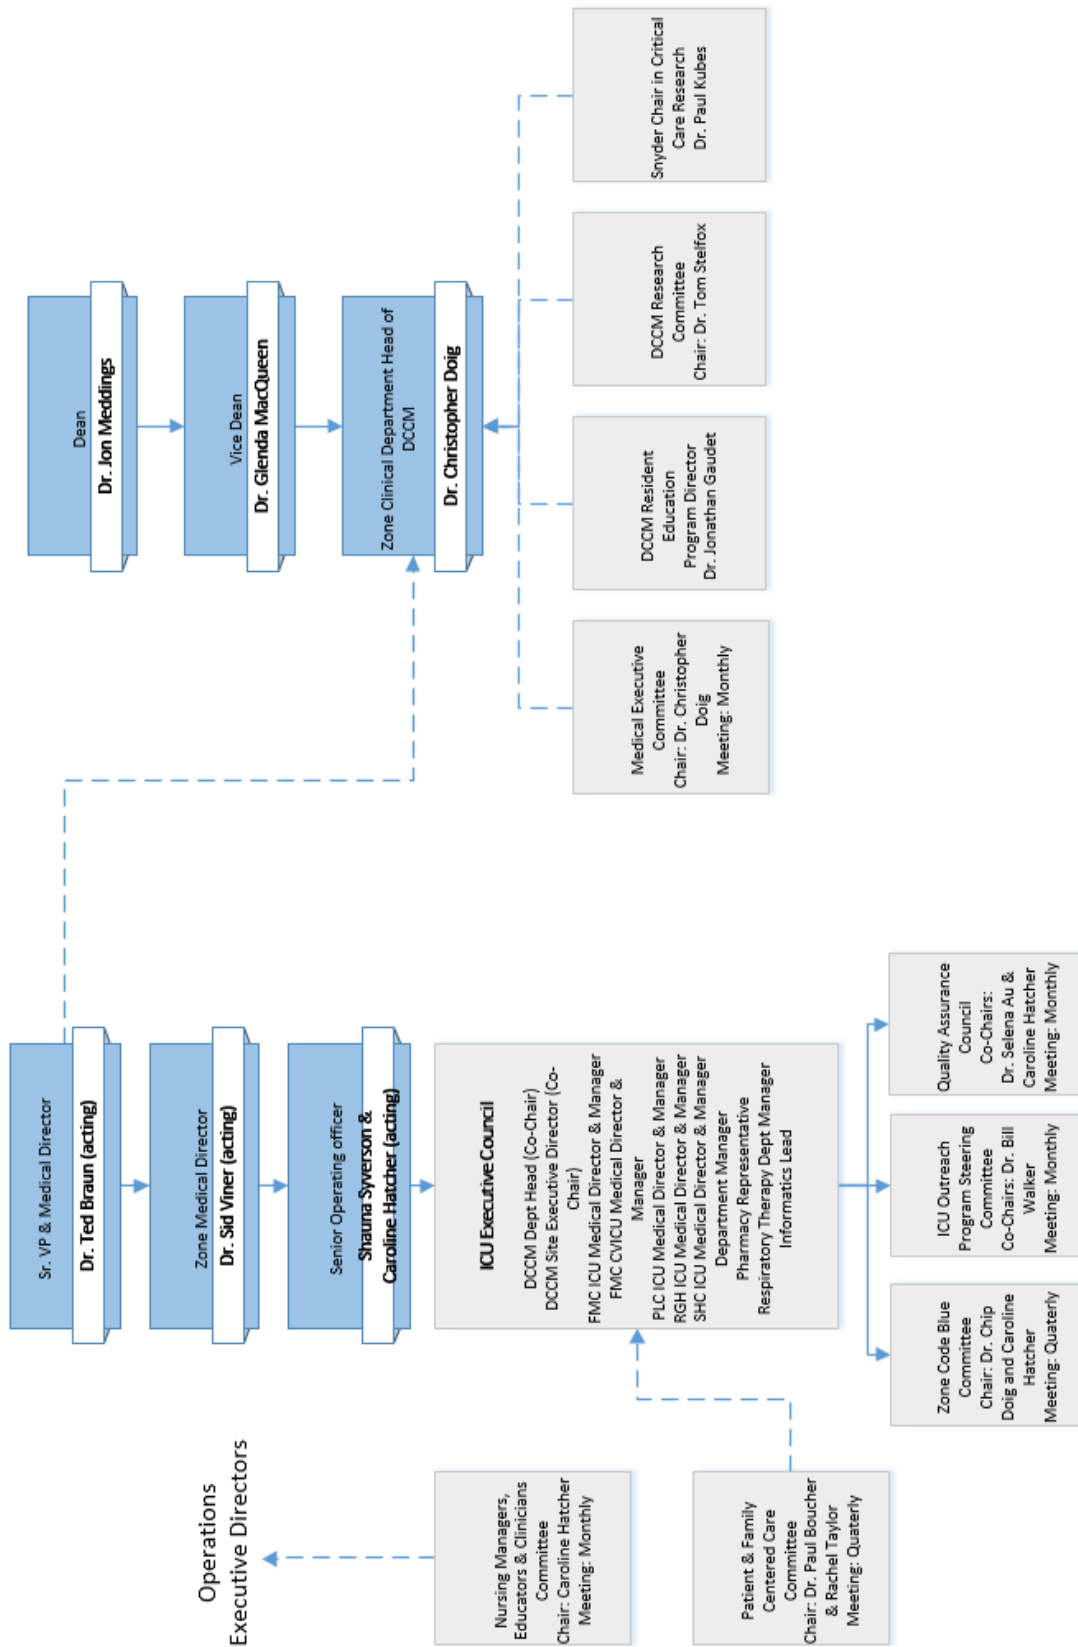 Operations
Executive Directors
Nursing Managers,
Educators & Clinicians
Committee
Chair: Caroline Hatcher
Meeting: Monthly
Patient & Family
Centered Care
Committee
Chair: Dr. Paul Boucher
& Rachel Taylor
Meeting: Quaterly
Sr. VP & Medical Director
Dr. Ted Braun (acting)
Zone Medical Director
Dr. Sid Viner (acting)
Senior Operating officer
Shauna Syverson &
Caroline Hatcher (acting)
ICU Executive Council
DCCM Dept Head (Co-Chair)
DCCM Site Executive Director (Co-
Chair)
FMC ICU Medical Director & Manager
FMC CVICU Medical Director &
Manager
PLC ICU Medical Director & Manager
RGH ICU Medical Director & Manager
SHC ICU Medical Director & Manager
Department Manager
Pharmacy Representative
Respiratory Therapy Dept Manager
Informatics Lead
Zone Code Blue
Committee
Chair: Dr. Chip
Doig and Caroline
Hatcher
Meeting: Quaterly
ICU Outreach
Program Steering
Committee
Co-Chairs: Dr. Bill
Walker
Meeting: Monthly
Quality Assurance
Council
Co-Chairs:
Dr. Selena Au &
Caroline Hatcher
Meeting: Monthly
Dean
Dr. Jon Meddings
Vice Dean
Dr. Glenda MacQueen
Zone Clinical Department Head of
DCCM
Dr. Christopher Doig
Medical Executive
Committee
Chair: Dr. Christopher
Doig
Meeting: Monthly
DCCM Resident
Education
Program Director
Dr. Jonathan Gaudet
DCCM Research
Committee
Chair: Dr. Tom Stelfox
Snyder Chair in Critical
Care Research
Dr. Paul Kubes